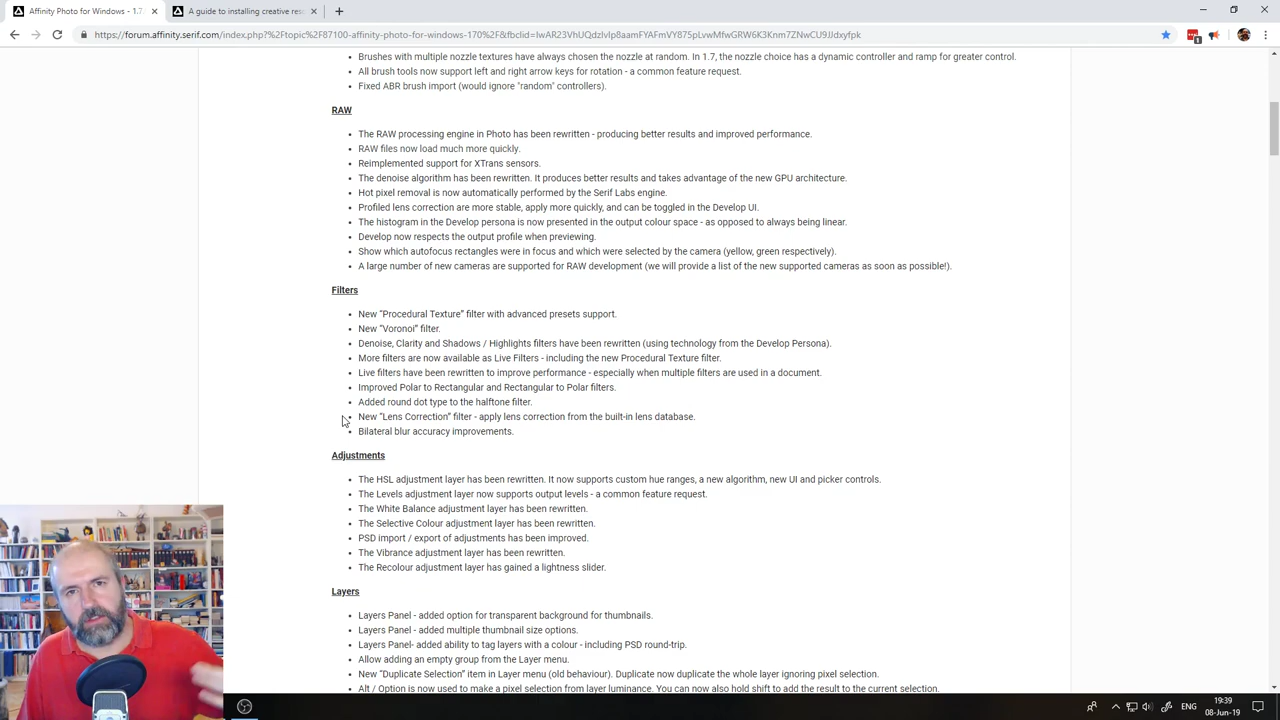 Affinity Photo for Windows - 1.7.
A guide to installing creative res
https://forum.affinity.serif.com/index.php?%2Ftopic%2F87100-affinity-photo-for-windows-170%2F&fbclid=IwAR23VhUQdzlvIp8aamFYAFmVY875pLvwMfwGRW6K3Knm7ZNwCU9JJdxyfpk
1
Brushes with multiple nozzle textures have always chosen the nozzle at random. In 1.7, the nozzle choice has a dynamic controller and ramp for greater control.
All brush tools now support left and right arrow keys for rotation - a common feature request.
Fixed ABR brush import (would ignore "random" controllers).
RAW
The RAW processing engine in Photo has been rewritten - producing better results and improved performance.
RAW files now load much more quickly.
Reimplemented support for XTrans sensors.
The denoise algorithm has been rewritten. It produces better results and takes advantage of the new GPU architecture.
Hot pixel removal is now automatically performed by the Serif Labs engine.
Profiled lens correction are more stable, apply more quickly, and can be toggled in the Develop UI.
The histogram in the Develop persona is now presented in the output colour space - as opposed to always being linear.
Develop now respects the output profile when previewing.
Show which autofocus rectangles were in focus and which were selected by the camera (yellow, green respectively).
A large number of new cameras are supported for RAW development (we will provide a list of the new supported cameras as soon as possible!).
Filters
New “Procedural Texture” filter with advanced presets support.
New “Voronoi” filter.
Denoise, Clarity and Shadows / Highlights filters have been rewritten (using technology from the Develop Persona).
More filters are now available as Live Filters - including the new Procedural Texture filter.
Live filters have been rewritten to improve performance - especially when multiple filters are used in a document.
Improved Polar to Rectangular and Rectangular to Polar filters.
Added round dot type to the halftone filter.
New “Lens Correction” filter - apply lens correction from the built-in lens database.
Bilateral blur accuracy improvements.
Adjustments
The HSL adjustment layer has been rewritten. It now supports custom hue ranges, a new algorithm, new UI and picker controls.
The Levels adjustment layer now supports output levels - a common feature request.
The White Balance adjustment layer has been rewritten.
The Selective Colour adjustment layer has been rewritten.
PSD import / export of adjustments has been improved.
The Vibrance adjustment layer has been rewritten.
The Recolour adjustment layer has gained a lightness slider.
Layers
Layers Panel - added option for transparent background for thumbnails.
Layers Panel - added multiple thumbnail size options.
Layers Panel- added ability to tag layers with a colour - including PSD round-trip.
Allow adding an empty group from the Layer menu.
New “Duplicate Selection” item in Layer menu (old behaviour). Duplicate now duplicate the whole layer ignoring pixel selection.
Alt / Option is now used to make a pixel selection from layer luminance. You can now also hold shift to add the result to the current selection.
ENG
19:39
08-Jun-19